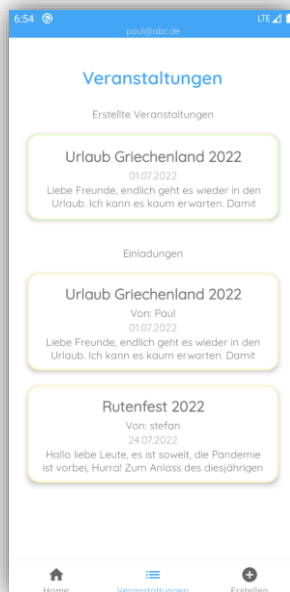 6:54 LTE
paul@abc.de
Veranstaltungen
Erstellte Veranstaltungen
Urlaub Griechenland 2022
01.07.2022
Liebe Freunde, endlich geht es wieder in den
Urlaub. Ich kann es kaum erwarten. Damit
Einladungen
Urlaub Griechenland 2022
Von: Paul
01.07.2022
Liebe Freunde, endlich geht es wieder in den
Urlaub. Ich kann es kaum erwarten. Damit
Rutenfest 2022
Von: stefan
24.07.2022
Hallo liebe Leute, es ist soweit, die Pandemie
ist vorbei, Hurra! Zum Anlass des diesjährigen
Home Veranstaltungen Erstellen